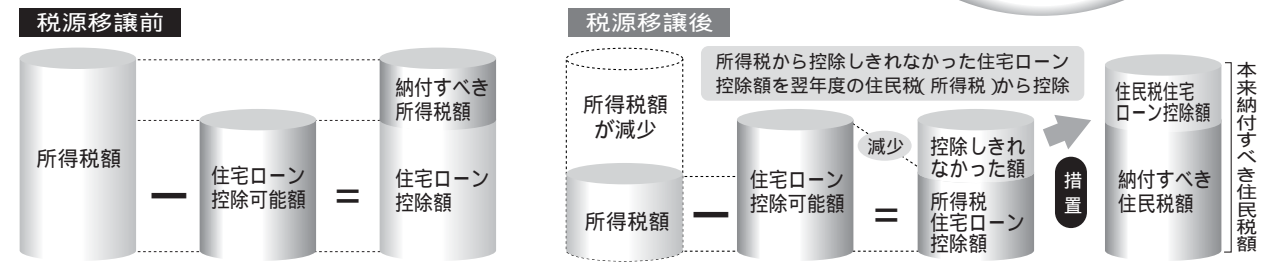 税源移譲前
所得税額
ー
住宅ローン
控除可能額
=
納付すべき
所得税額
住宅ローン
控除額
税源移譲後
所得税から控除しきれなかった住宅ローン
控除額を翌年度の住民税(所得税)から控除
所得税額
が減少
所得税額
ー
住宅ローン
控除可能額
減少
=
控除しきれ
なかった額
所得税
住宅ローン
控除額
措置
住民税住宅
ローン控除額
納付すべき
住民税額
本来納付すべき住民税額